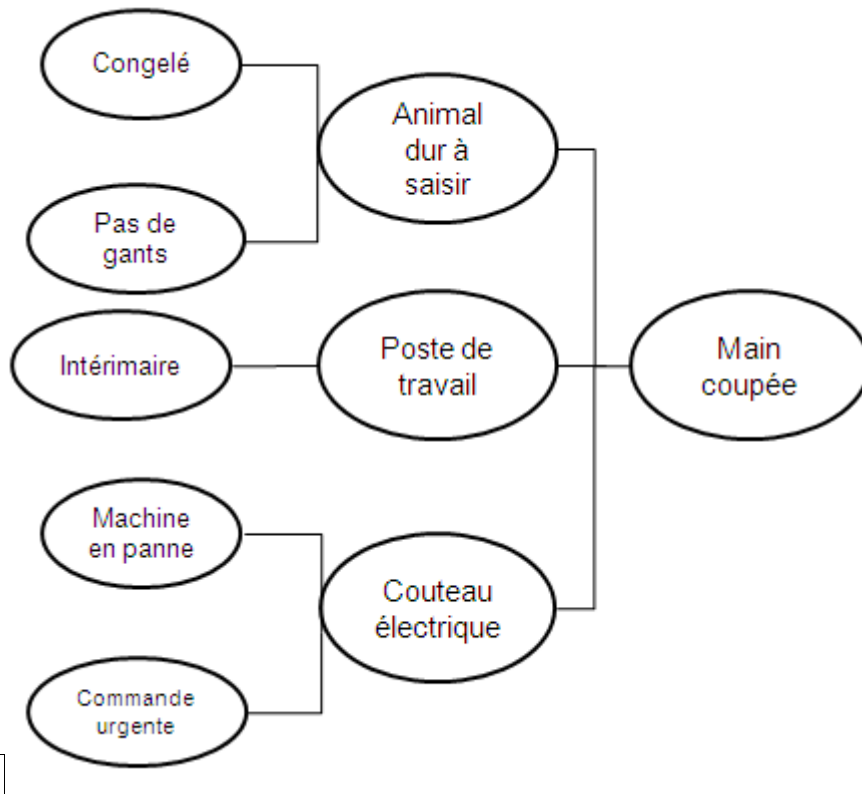 Congelé
Animal
dur à
saisir
Pas de
gants
Intérimaire
Poste de
travail
Main
coupée
Machine
en panne
Couteau
électrique
Commande
urgente